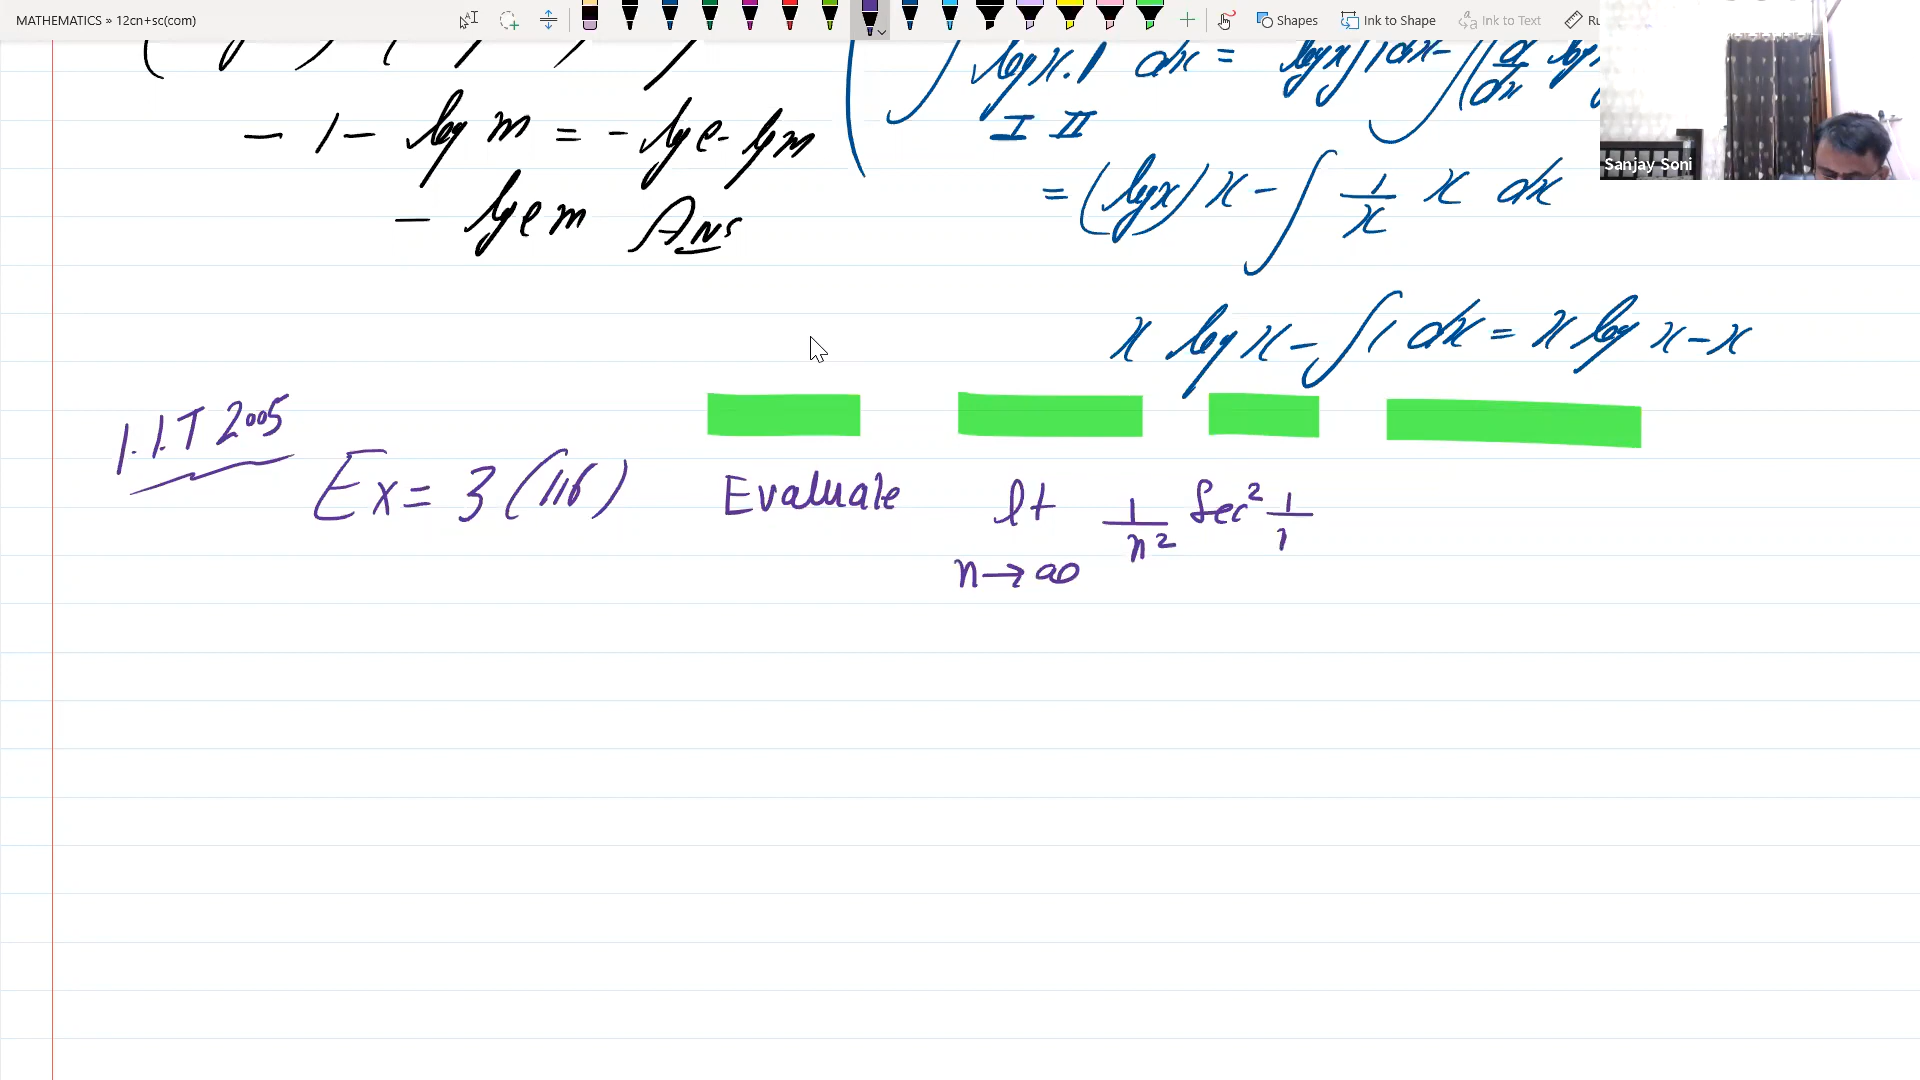 MATHEMATICS » 12cn+sc(com)
Shapes
Ink to Shape
Ink to Text
Ru
Sanjay Soni
∫ log x . 1 dx = log x ∫ 1 dx - ∫ (d/dx log
I II
- 1 - log m = - log e - log m
= (log x) x - ∫ 1/x x dx
- log e m Ans
x log x - ∫ 1 dx = x log x - x
I.I.T 2005
Ex = 3 (116) Evaluate lt 1/n² Sec² 1/
n → ∞